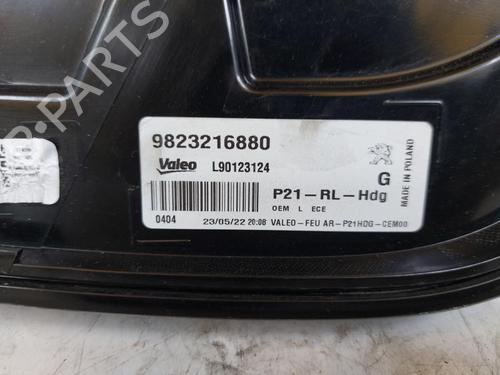 B-PARTS
9823216880
Valeo L90123124
G
P21-RL-Hdg
MADE IN POLAND
OEM L ECE
0404 23/05/22 20:08 VALEO-FEU AR-P21HDG-CEM00